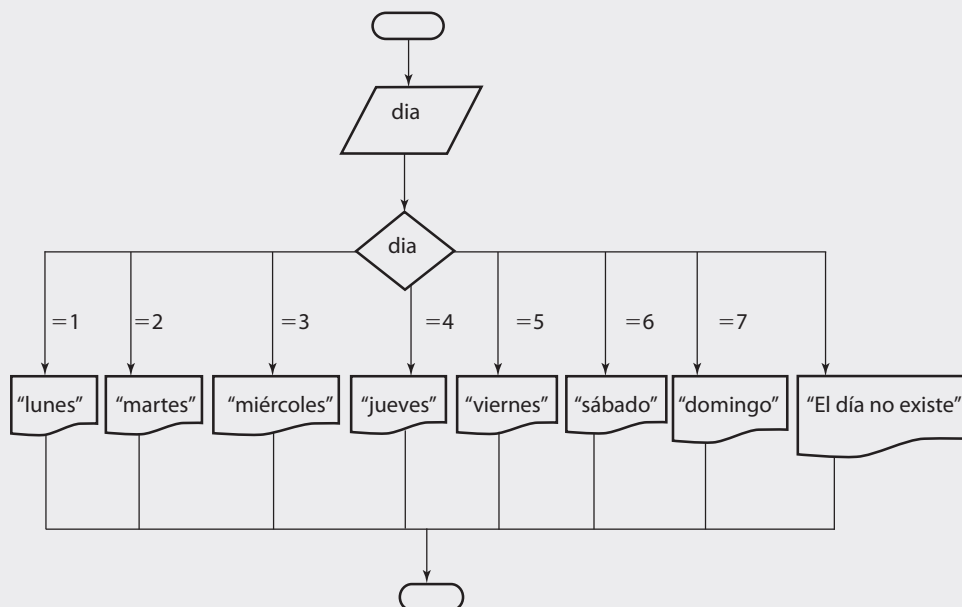 dia
dia
=1
=2
=3
=4
=5
=6
=7
“lunes”
“martes”
“miércoles”
“jueves”
“viernes”
“sábado”
“domingo”
“El día no existe”